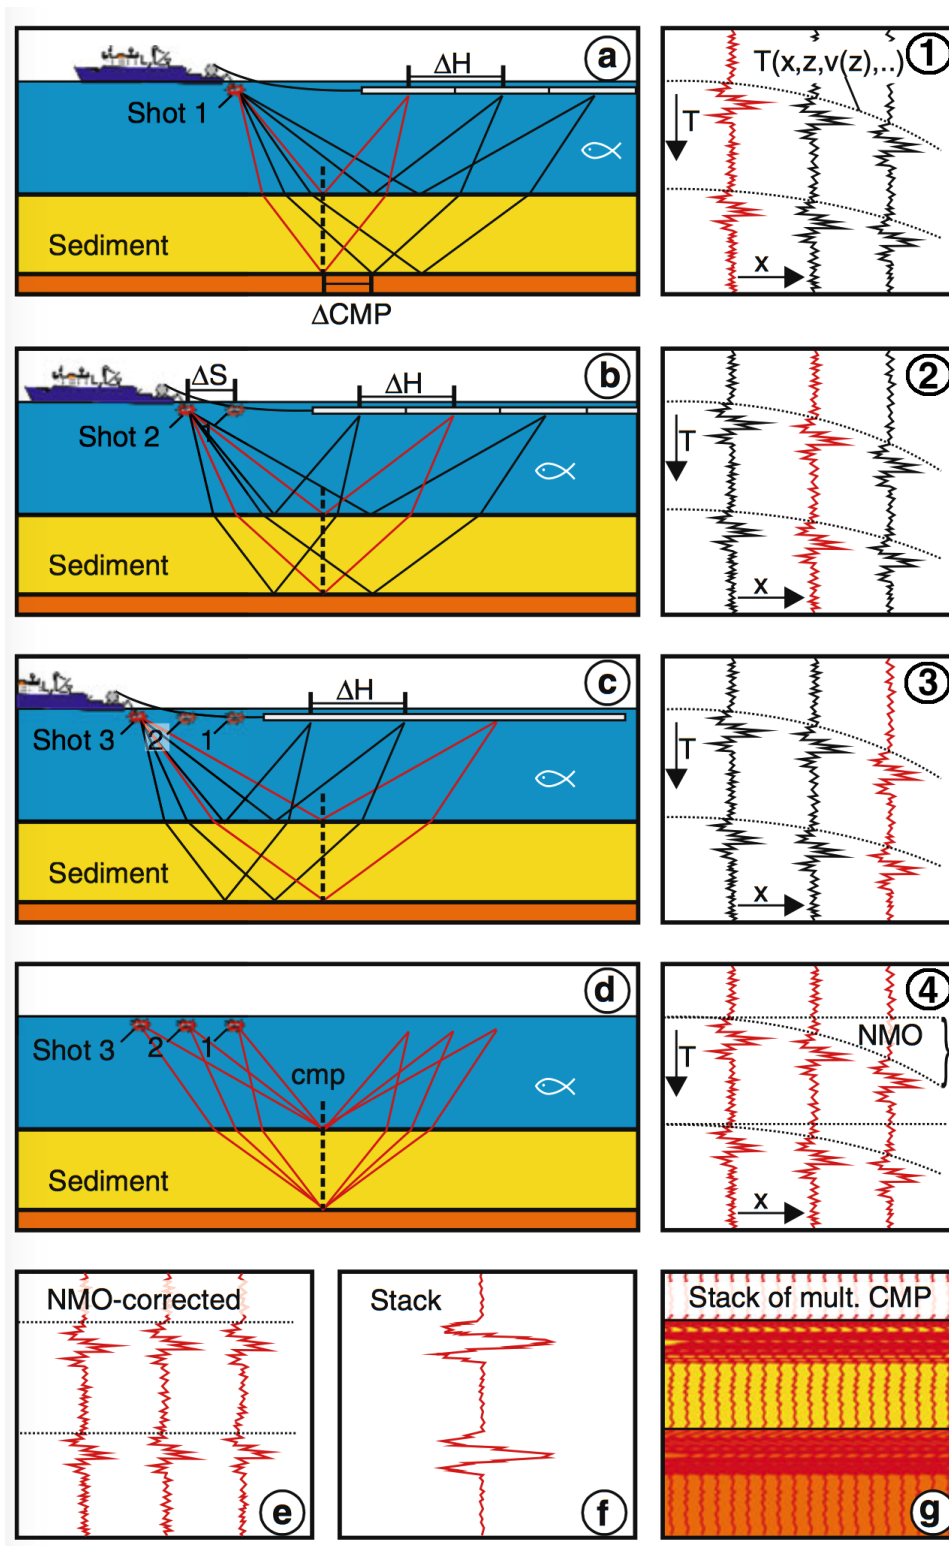 ΔH
a
Shot 1
Sediment
ΔCMP
1
T(x,z,v(z),..)
T
x
ΔS
ΔH
b
Shot 2
1
Sediment
2
T
x
ΔH
c
Shot 3
2
1
Sediment
3
T
x
d
Shot 3
2
1
cmp
Sediment
4
NMO
T
x
NMO-corrected
e
Stack
f
Stack of mult. CMP
g